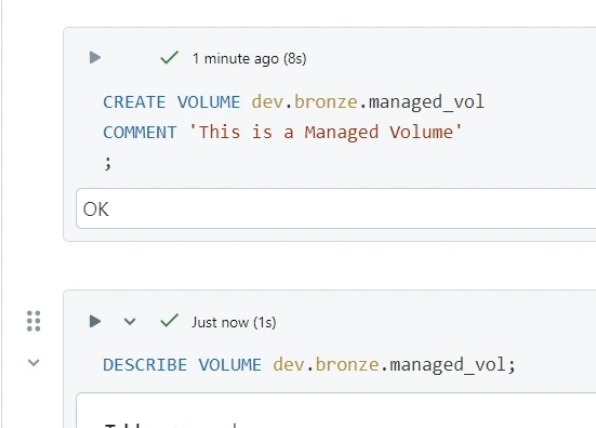 1 minute ago (8s)
CREATE VOLUME dev.bronze.managed_vol
COMMENT 'This is a Managed Volume'
;
OK
Just now (1s)
DESCRIBE VOLUME dev.bronze.managed_vol;